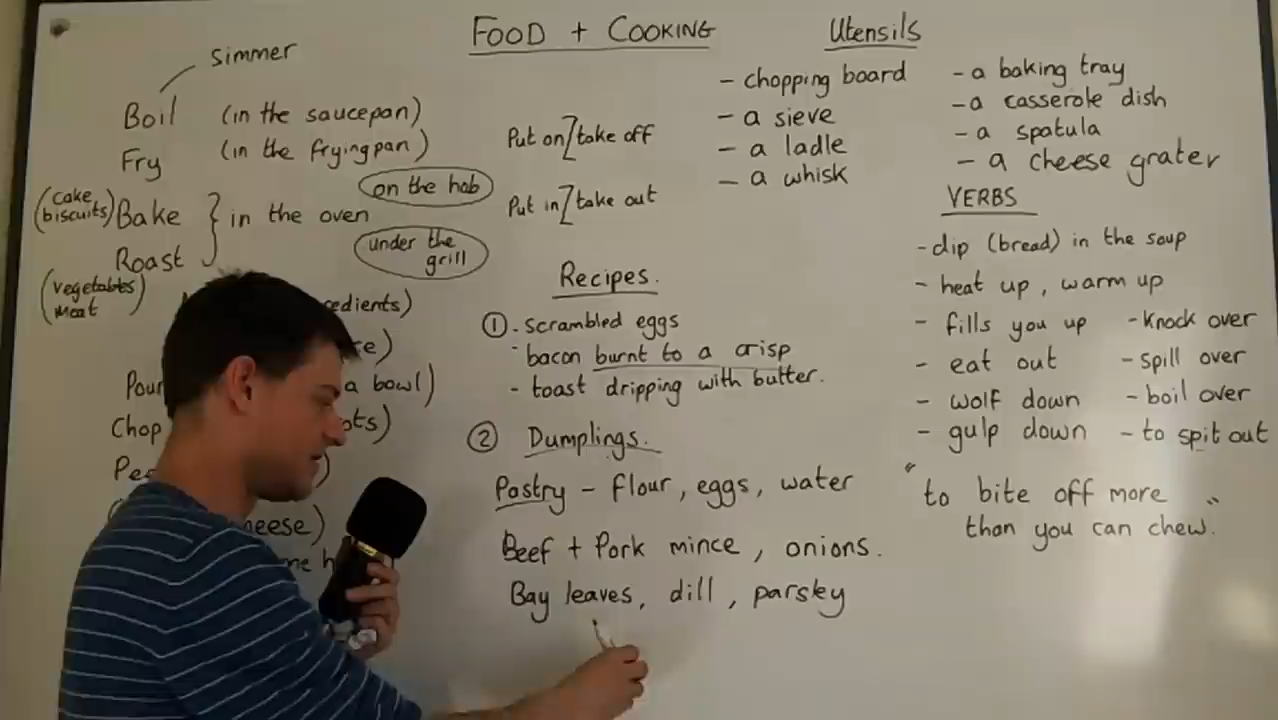 FOOD + COOKING
Simmer
Boil (in the saucepan)
Fry (in the frying pan)
on the hob
(cake
biscuits) Bake } in the oven
Roast
under the
grill
(vegetables)
meat
edients)
Pour
a bowl)
Chop
heese)
Put on / take off
Put in / take out
Recipes.
① - scrambled eggs
- bacon burnt to a crisp
- toast dripping with butter.
② Dumplings.
Pastry - flour, eggs, water
Beef + Pork mince, onions.
Bay leaves, dill, parsley
Utensils
- chopping board
- a sieve
- a ladle
- a whisk
- a baking tray
- a casserole dish
- a spatula
- a cheese grater
VERBS
- dip (bread) in the soup
- heat up, warm up
- fills you up
- eat out
- wolf down
- gulp down
- Knock over
- spill over
- boil over
- to spit out
"to bite off more
than you can chew."